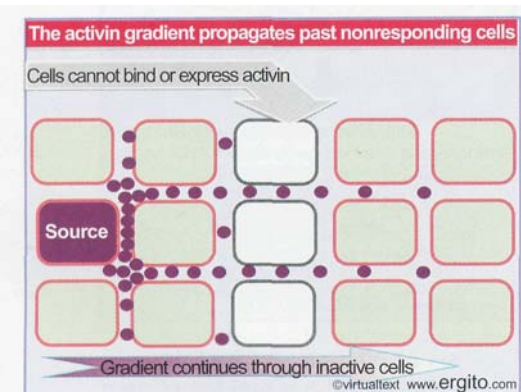 The activin gradient propagates past nonresponding cells
Cells cannot bind or express activin
Source
Gradient continues through inactive cells
©virtualtext www.ergito.com